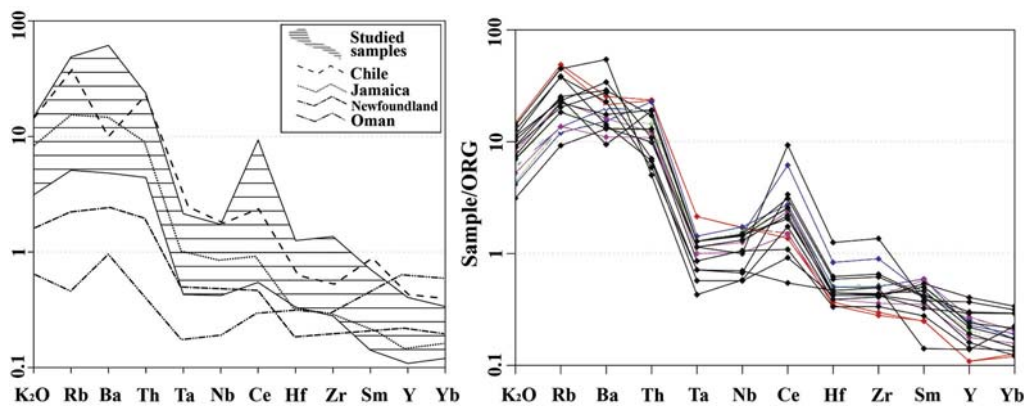 100
10
1
0.1
Studied
samples
Chile
Jamaica
Newfoundland
Oman
K₂O Rb Ba Th Ta Nb Ce Hf Zr Sm Y Yb
Sample/ORG
100
10
1
0.1
K₂O Rb Ba Th Ta Nb Ce Hf Zr Sm Y Yb